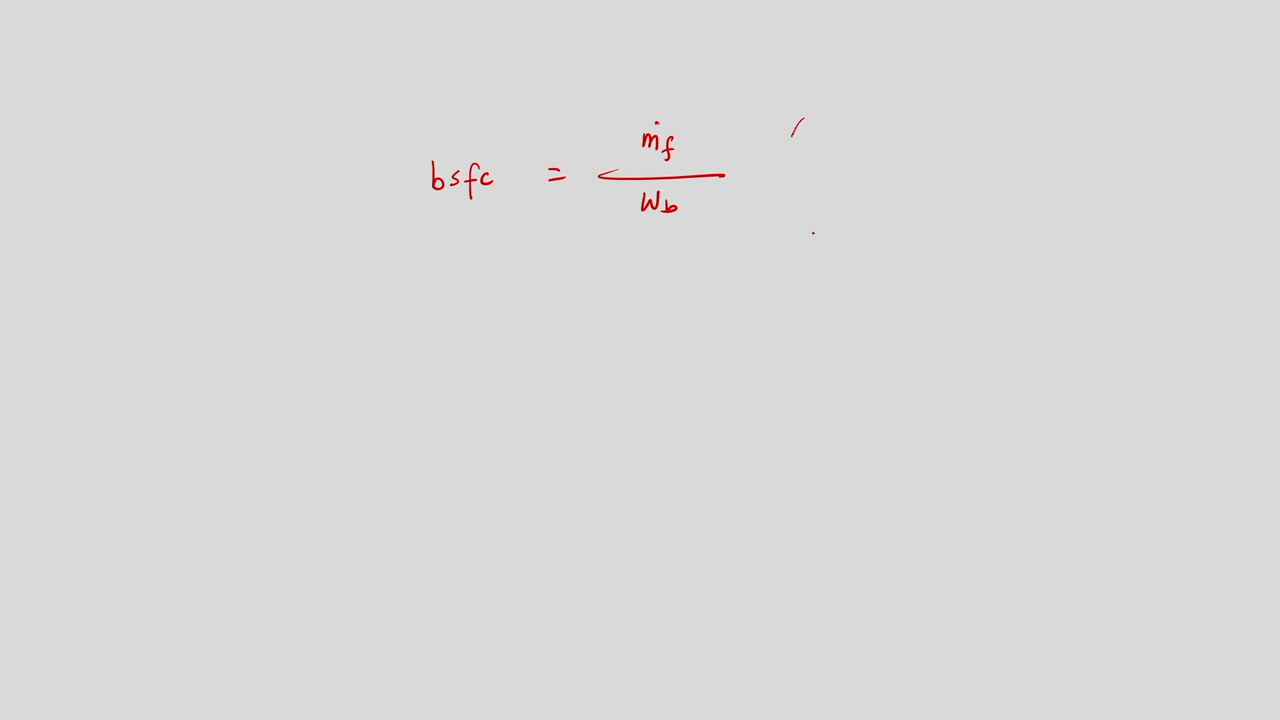 bsfc = ṁf / Wb